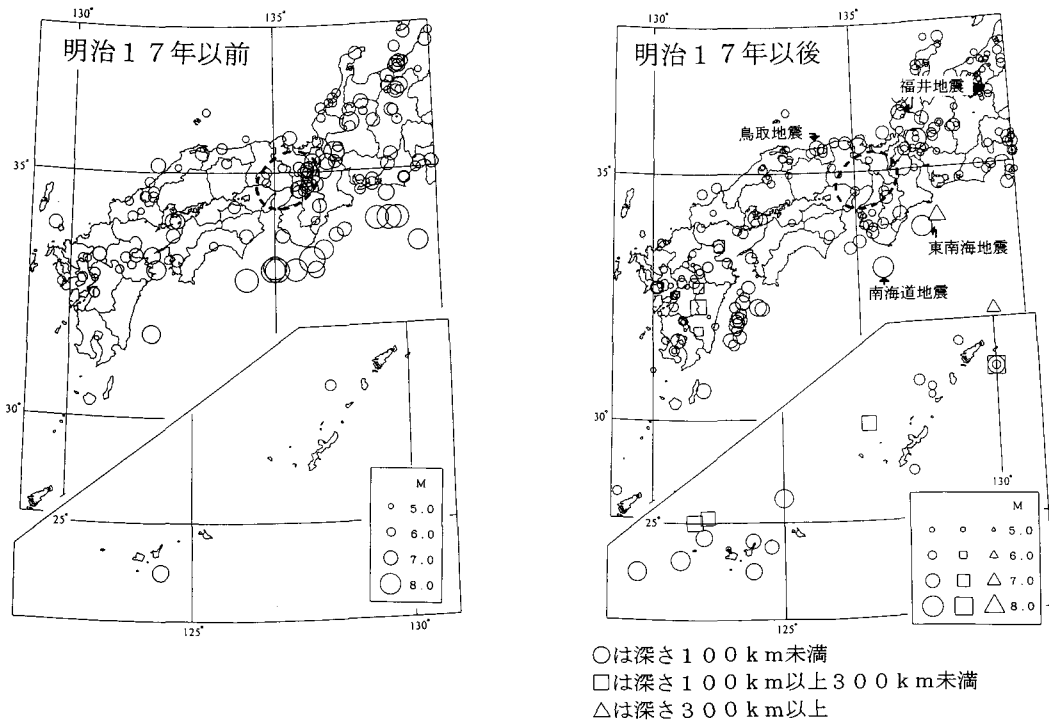 135°
明治１７年以前
35°
30°
25°
125°
130°
M
5.0
6.0
7.0
8.0
135°
明治１７年以後
福井地震
鳥取地震
35°
東南海地震
南海道地震
30°
130°
25°
125°
M
5.0
6.0
7.0
8.0
○は深さ１００ｋｍ未満
□は深さ１００ｋｍ以上３００ｋｍ未満
△は深さ３００ｋｍ以上